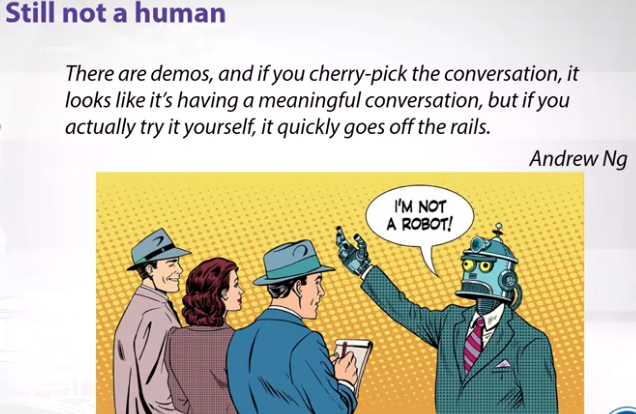 Still not a human
There are demos, and if you cherry-pick the conversation, it
looks like it's having a meaningful conversation, but if you
actually try it yourself, it quickly goes off the rails.
Andrew Ng
I'M NOT
A ROBOT!